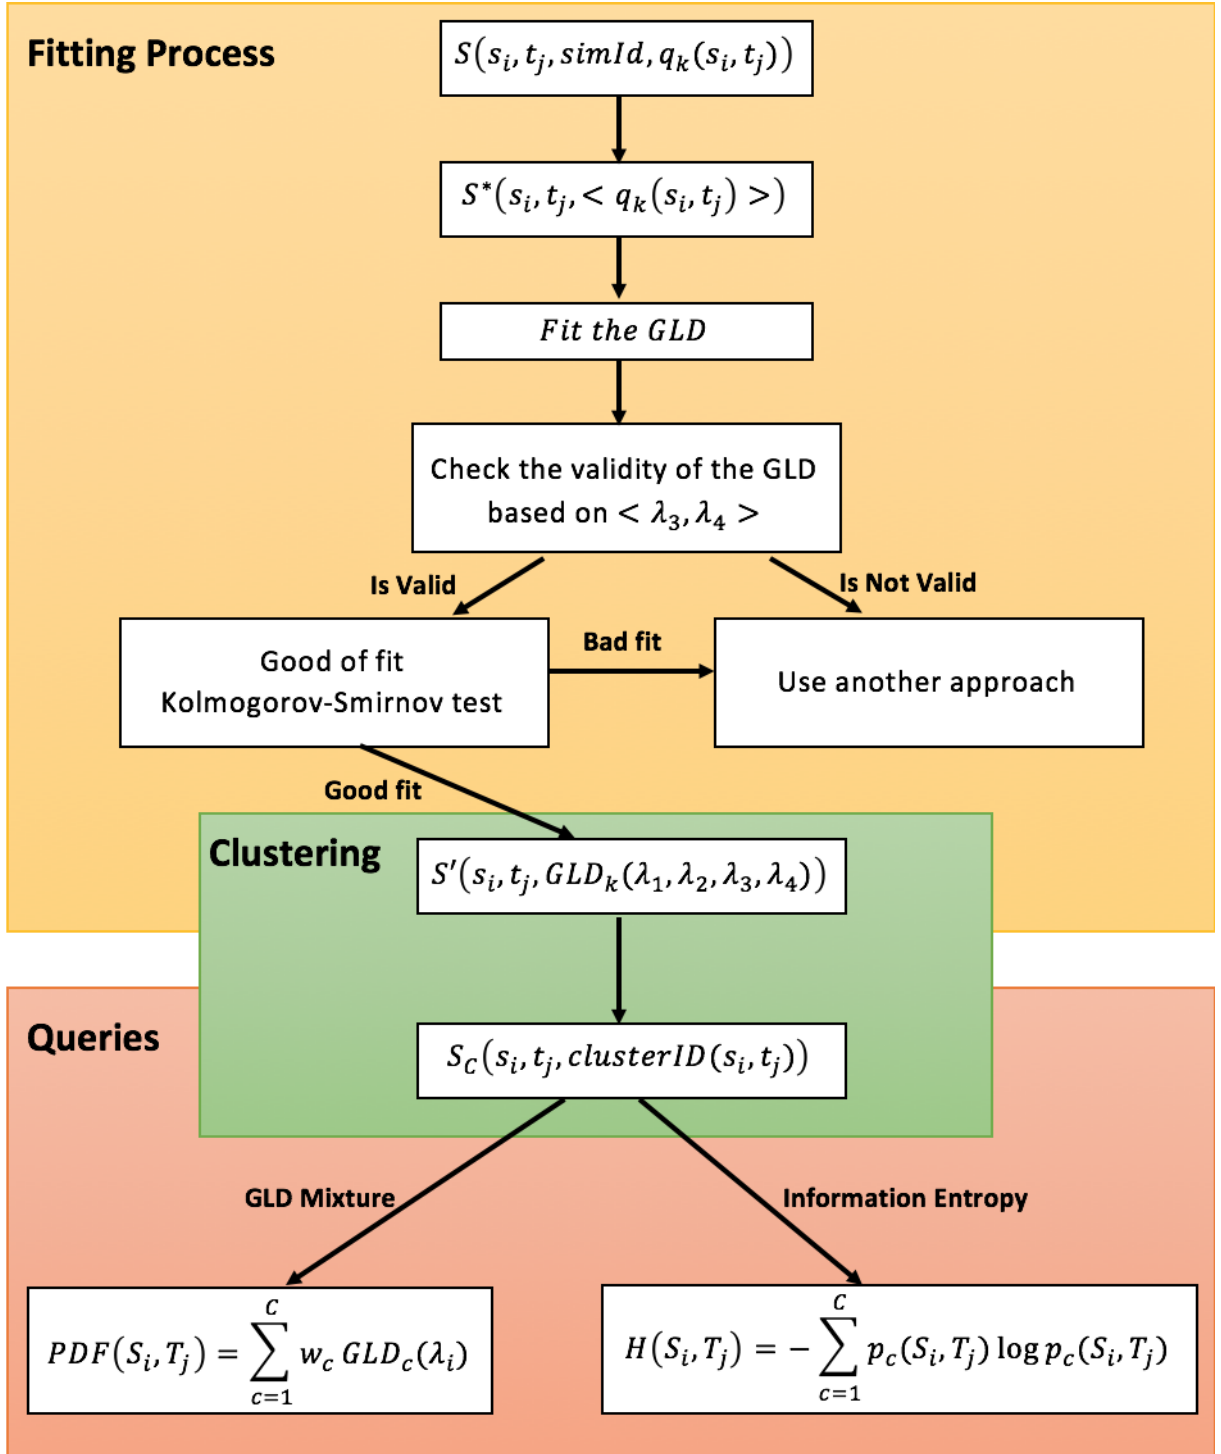 Fitting Process
S(s_i, t_j, simId, q_k(s_i, t_j))
S*(s_i, t_j, < q_k(s_i, t_j) >)
Fit the GLD
Check the validity of the GLD
based on < λ_3, λ_4 >
Is Valid
Is Not Valid
Good of fit
Kolmogorov-Smirnov test
Bad fit
Use another approach
Good fit
Clustering
S′(s_i, t_j, GLD_k(λ_1, λ_2, λ_3, λ_4))
Queries
S_C(s_i, t_j, clusterID(s_i, t_j))
GLD Mixture
Information Entropy
PDF(S_i, T_j) = ∑_{c=1}^{C} w_c GLD_c(λ_i)
H(S_i, T_j) = − ∑_{c=1}^{C} p_c(S_i, T_j) log p_c(S_i, T_j)